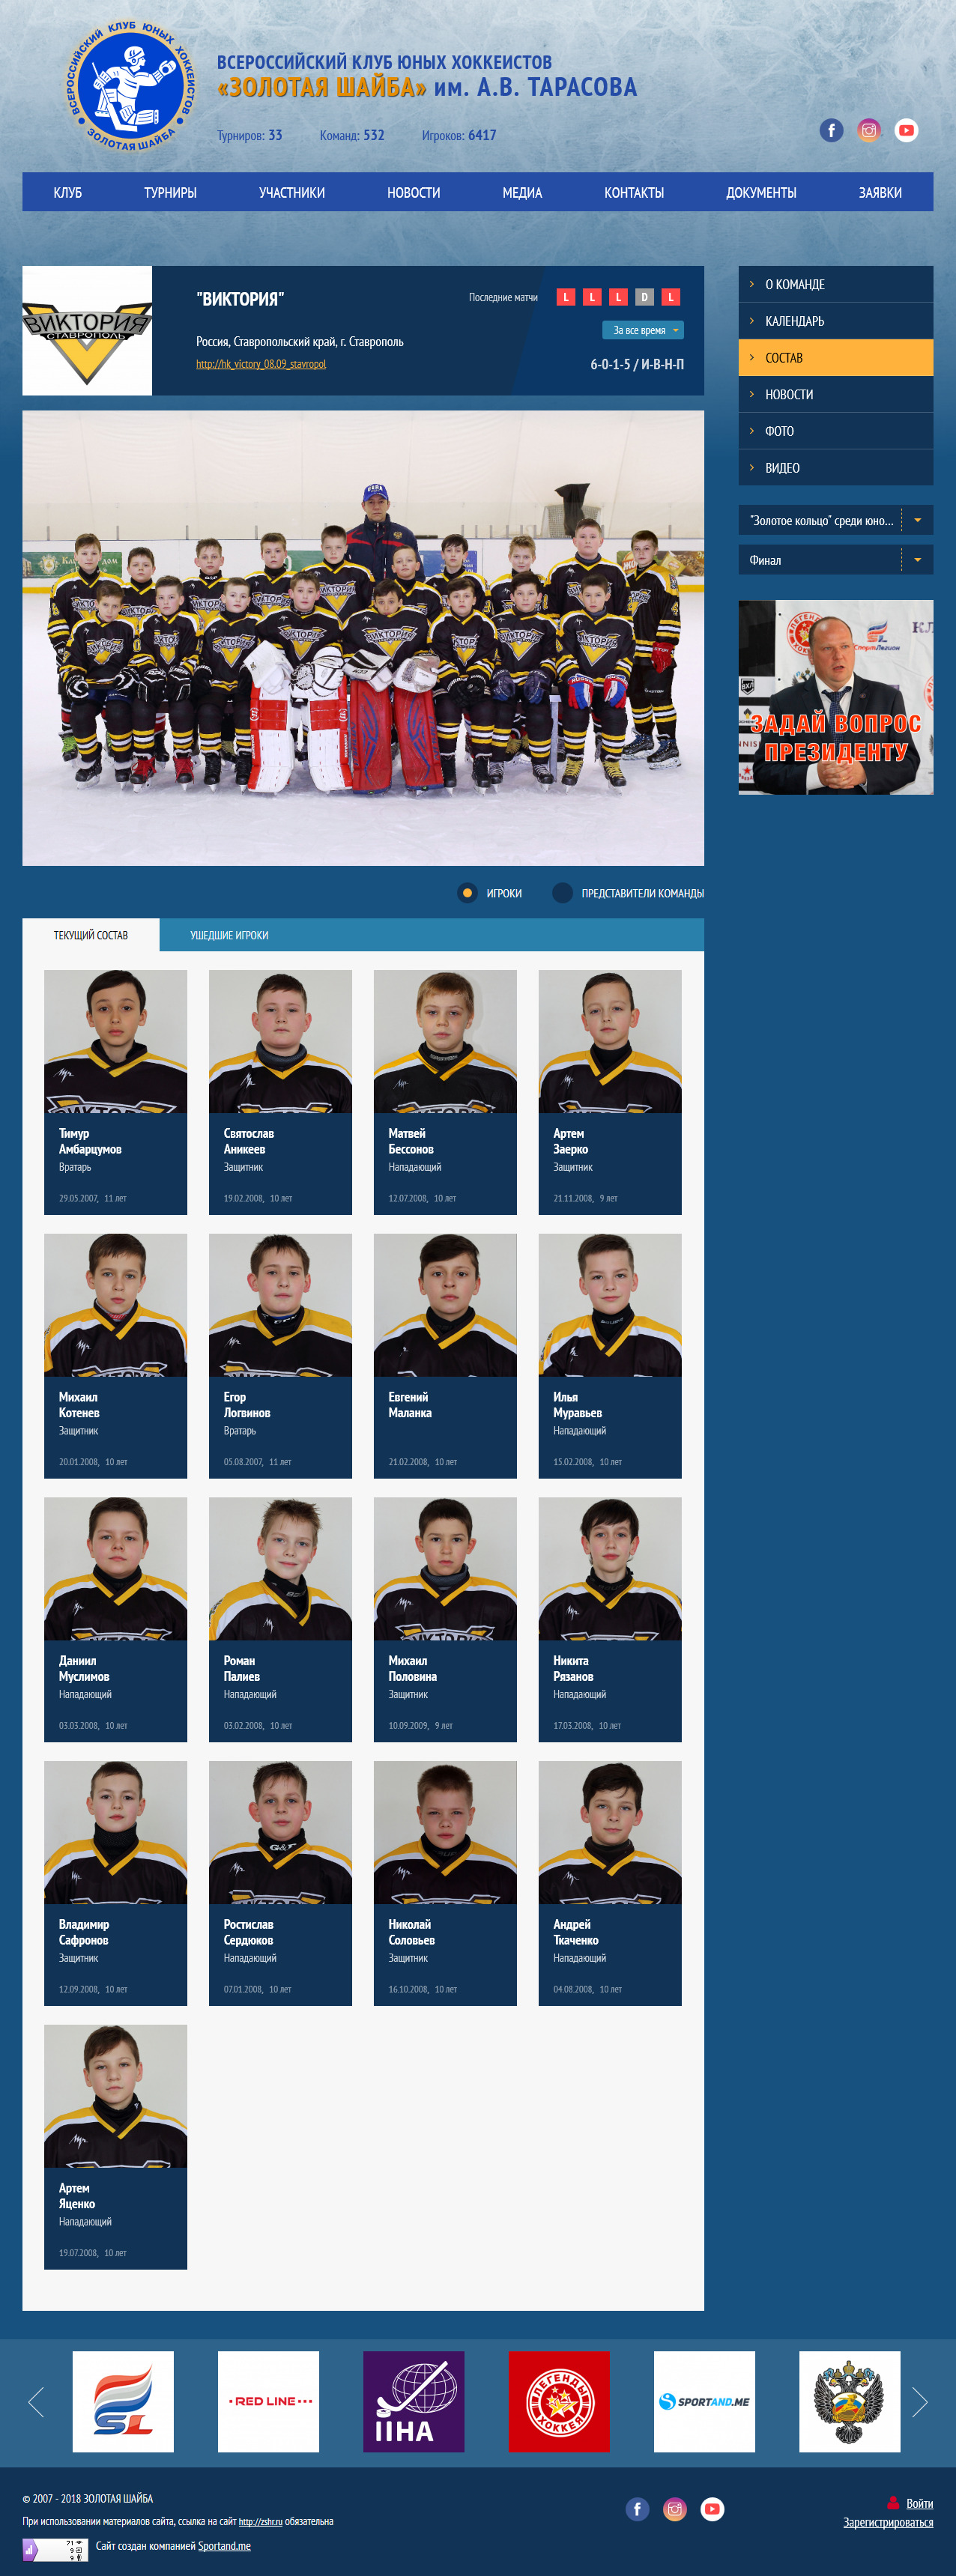 ВСЕРОССИЙСКИЙ КЛУБ ЮНЫХ ХОККЕИСТОВ
ЗОЛОТАЯ ШАЙБА
ВСЕРОССИЙСКИЙ КЛУБ ЮНЫХ ХОККЕИСТОВ
«ЗОЛОТАЯ ШАЙБА» им. А.В. ТАРАСОВА
Турниров: 33 Команд: 532 Игроков: 6417
КЛУБ ТУРНИРЫ УЧАСТНИКИ НОВОСТИ МЕДИА КОНТАКТЫ ДОКУМЕНТЫ ЗАЯВКИ
ВИКТОРИЯ
СТАВРОПОЛЬ
"ВИКТОРИЯ"
Последние матчи L L L D L
За все время
Россия, Ставропольский край, г. Ставрополь
http://hk_victory_08.09_stavropol
6-0-1-5 / И-В-Н-П
О КОМАНДЕ
КАЛЕНДАРЬ
СОСТАВ
НОВОСТИ
ФОТО
ВИДЕО
"Золотое кольцо" среди юно...
Финал
ЗАДАЙ ВОПРОС
ПРЕЗИДЕНТУ
ИГРОКИ ПРЕДСТАВИТЕЛИ КОМАНДЫ
ТЕКУЩИЙ СОСТАВ УШЕДШИЕ ИГРОКИ
Тимур
Амбарцумов
Вратарь
29.05.2007, 11 лет
Святослав
Аникеев
Защитник
19.02.2008, 10 лет
Матвей
Бессонов
Нападающий
12.07.2008, 10 лет
Артем
Заерко
Защитник
21.11.2008, 9 лет
Михаил
Котенев
Защитник
20.01.2008, 10 лет
Егор
Логвинов
Вратарь
05.08.2007, 11 лет
Евгений
Маланка
21.02.2008, 10 лет
Илья
Муравьев
Нападающий
15.02.2008, 10 лет
Даниил
Муслимов
Нападающий
03.03.2008, 10 лет
Роман
Палиев
Нападающий
03.02.2008, 10 лет
Михаил
Половина
Защитник
10.09.2009, 9 лет
Никита
Рязанов
Нападающий
17.03.2008, 10 лет
Владимир
Сафронов
Защитник
12.09.2008, 10 лет
Ростислав
Сердюков
Нападающий
07.01.2008, 10 лет
Николай
Соловьев
Защитник
16.10.2008, 10 лет
Андрей
Ткаченко
Нападающий
04.08.2008, 10 лет
Артем
Яценко
Нападающий
19.07.2008, 10 лет
SL
RED LINE
IIHA
ЛЕГЕНДЫ
ХОККЕЯ
SPORTAND.ME
© 2007 - 2018 ЗОЛОТАЯ ШАЙБА
При использовании материалов сайта, ссылка на сайт http://zshr.ru обязательна
Сайт создан компанией Sportand.me
Войти
Зарегистрироваться